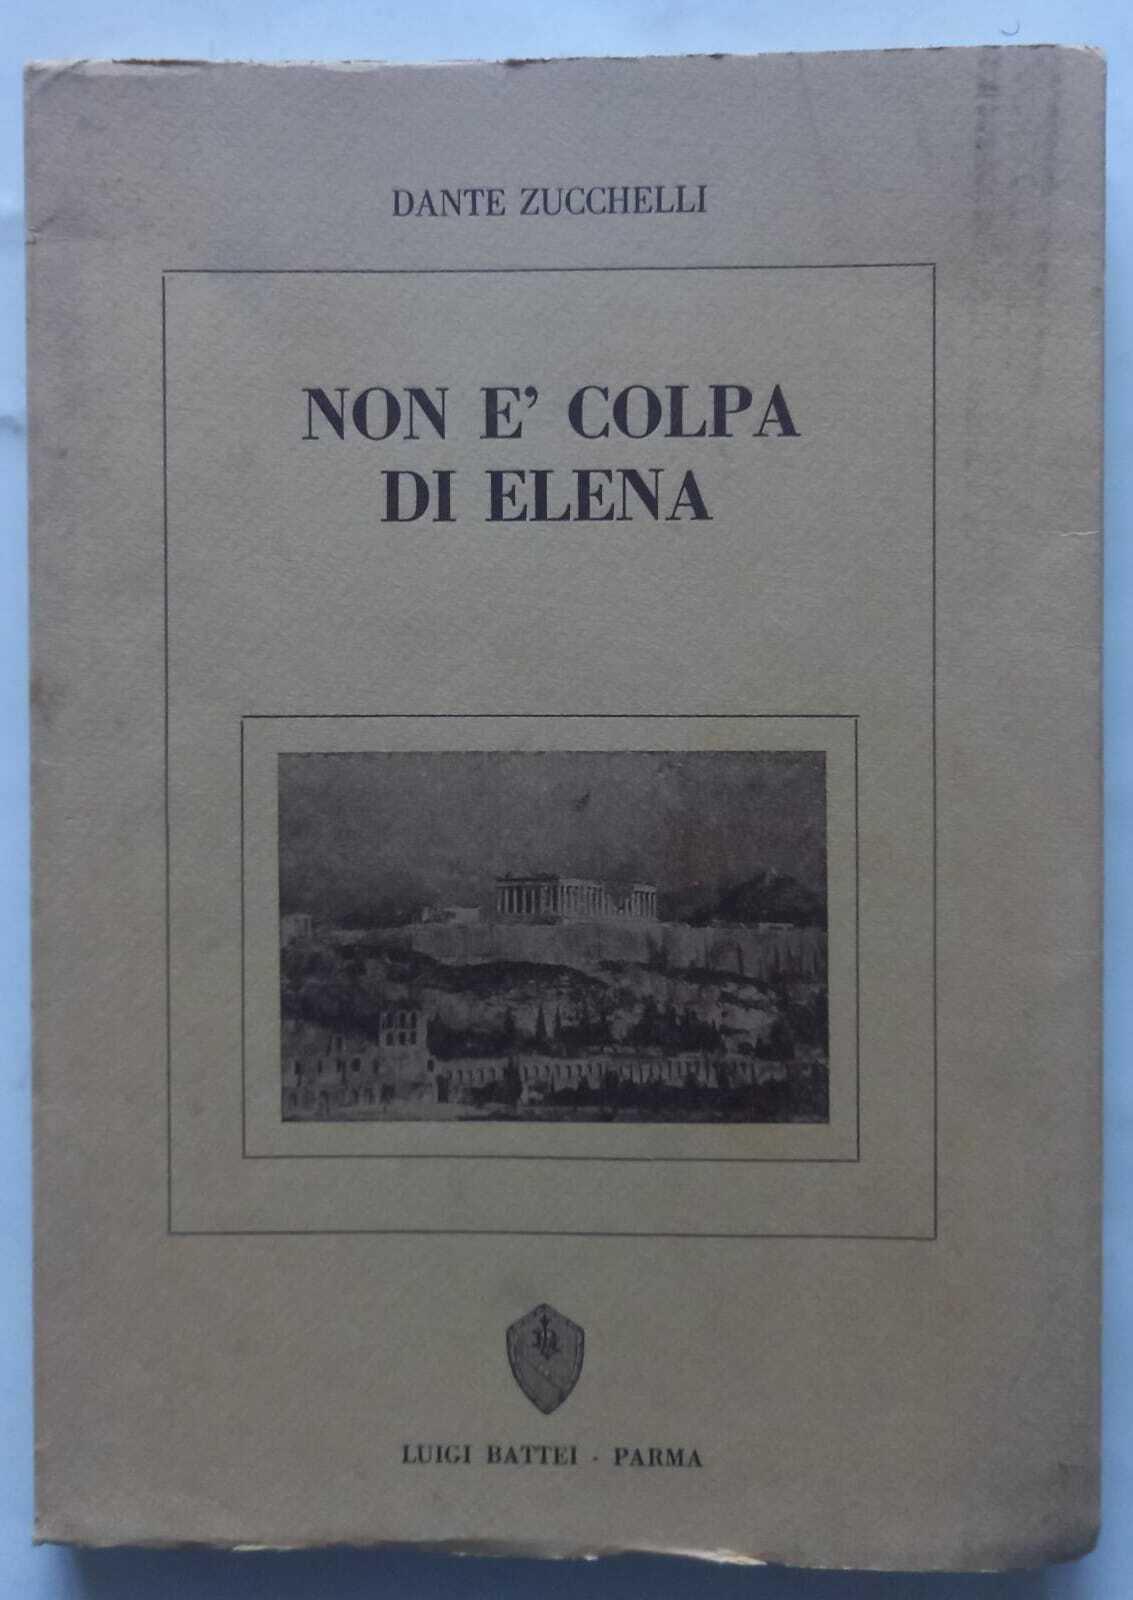 DANTE ZUCCHELLI
NON E' COLPA
DI ELENA
LUIGI BATTEI - PARMA